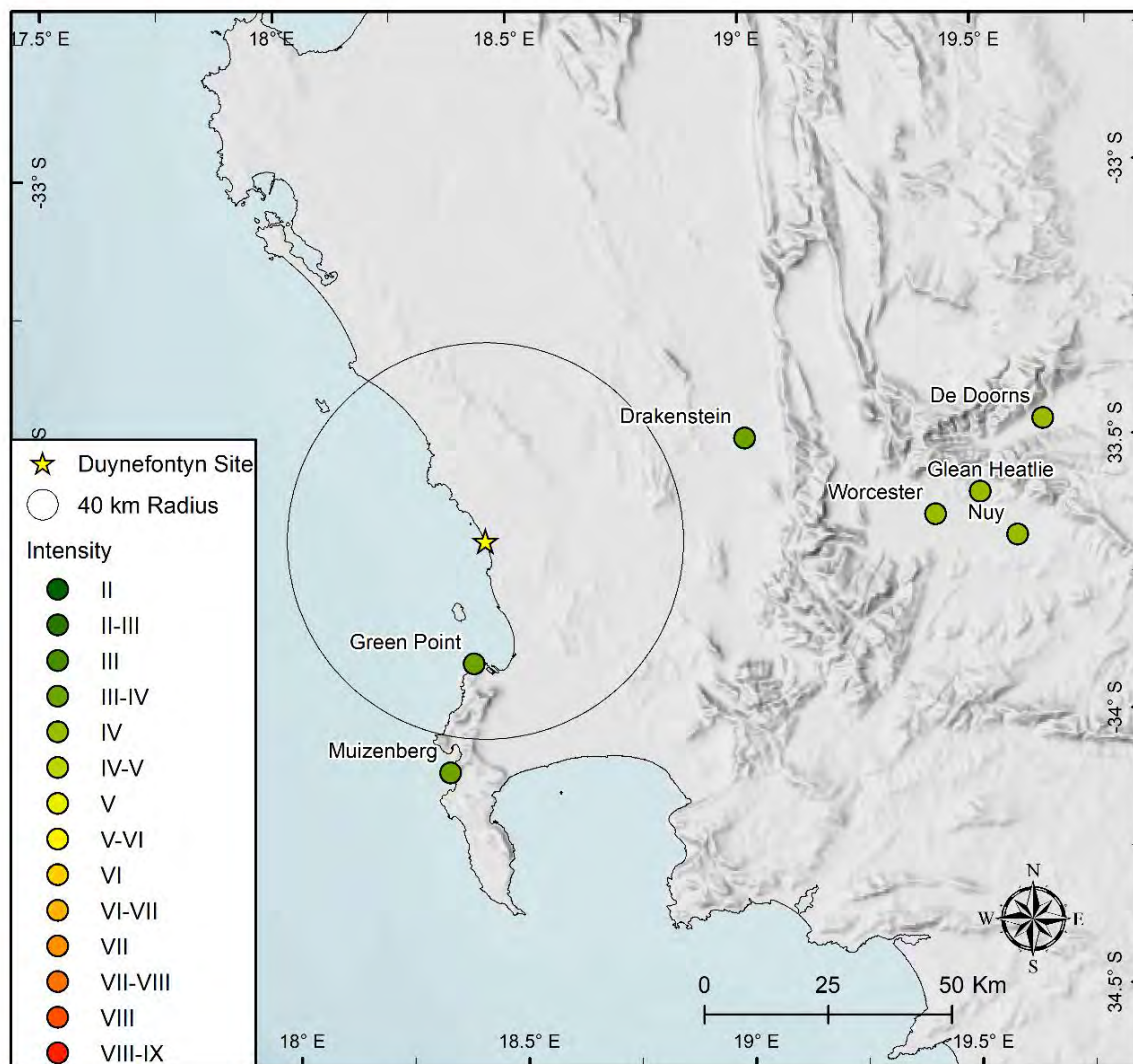 17.5° E
18° E
18.5° E
19° E
19.5° E
-33° S
-33° S
De Doorns
Drakenstein
33.5° S
° S
Glean Heatlie
Worcester
Nuy
Duynefontyn Site
40 km Radius
Intensity
II
II-III
III
III-IV
IV
IV-V
V
V-VI
VI
VI-VII
VII
VII-VIII
VIII
VIII-IX
Green Point
-34° S
Muizenberg
N
W
E
S
0 25 50 Km
34.5° S
18° E
18.5° E
19° E
19.5° E